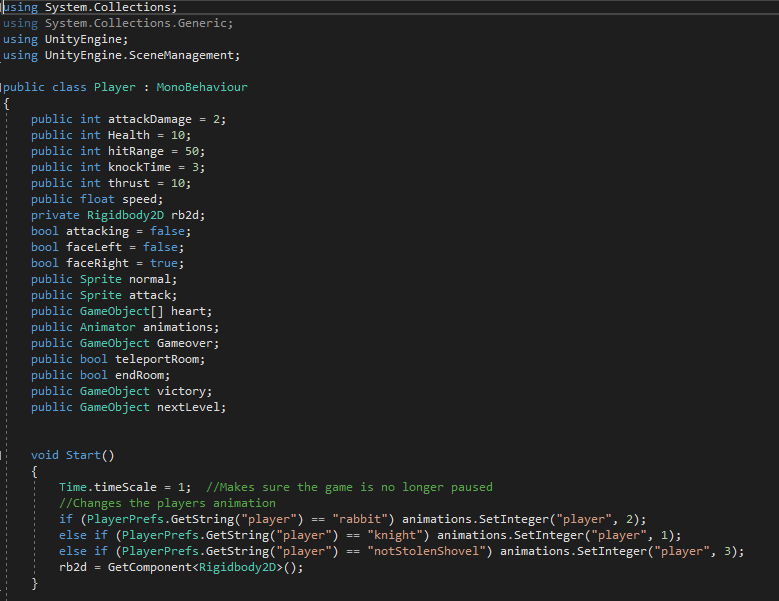 using System.Collections;
using System.Collections.Generic;
using UnityEngine;
using UnityEngine.SceneManagement;

public class Player : MonoBehaviour
{
    public int attackDamage = 2;
    public int Health = 10;
    public int hitRange = 50;
    public int knockTime = 3;
    public int thrust = 10;
    public float speed;
    private Rigidbody2D rb2d;
    bool attacking = false;
    bool faceLeft = false;
    bool faceRight = true;
    public Sprite normal;
    public Sprite attack;
    public GameObject[] heart;
    public Animator animations;
    public GameObject Gameover;
    public bool teleportRoom;
    public bool endRoom;
    public GameObject victory;
    public GameObject nextLevel;


    void Start()
    {
        Time.timeScale = 1;  //Makes sure the game is no longer paused
        //Changes the players animation
        if (PlayerPrefs.GetString("player") == "rabbit") animations.SetInteger("player", 2);
        else if (PlayerPrefs.GetString("player") == "knight") animations.SetInteger("player", 1);
        else if (PlayerPrefs.GetString("player") == "notStolenShovel") animations.SetInteger("player", 3);
        rb2d = GetComponent<Rigidbody2D>();
    }